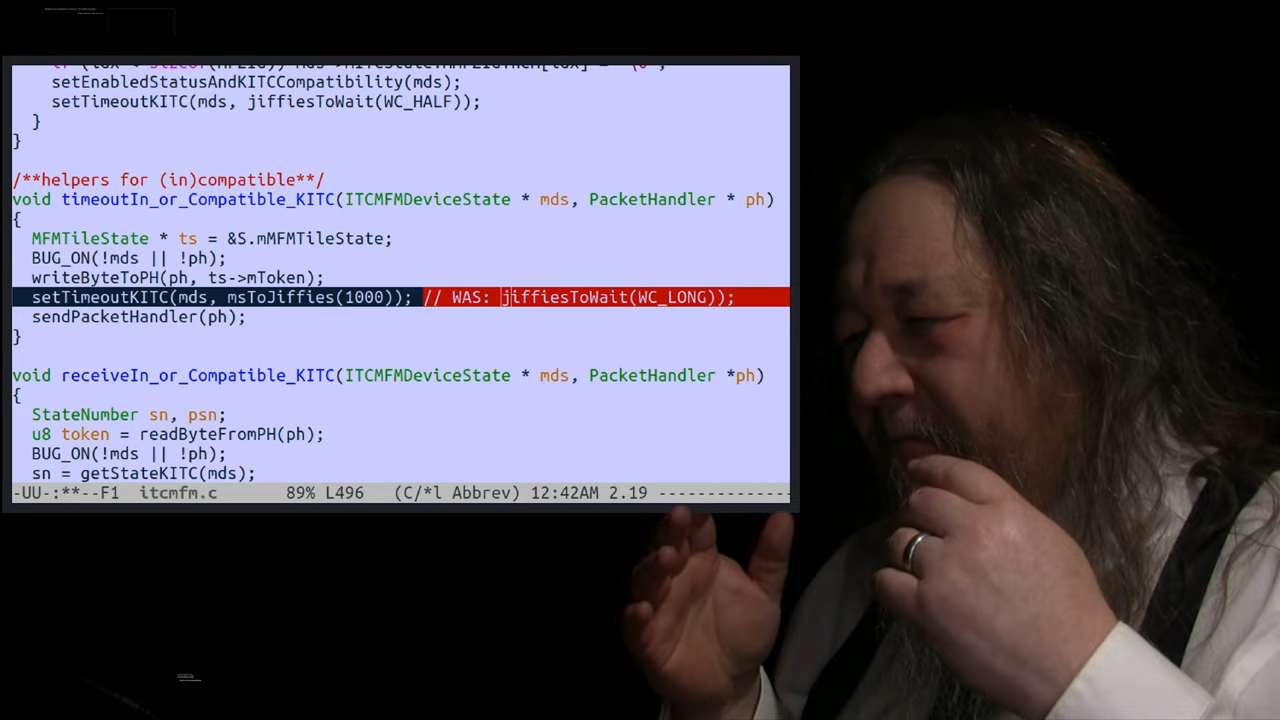 setEnabledStatusAndKITCCompatibility(mds);
    setTimeoutKITC(mds, jiffiesToWait(WC_HALF));
  }
}
/**helpers for (in)compatible**/
void timeoutIn_or_Compatible_KITC(ITCMFMDeviceState * mds, PacketHandler * ph)
{
  MFMTileState * ts = &S.mMFMTileState;
  BUG_ON(!mds || !ph);
  writeByteToPH(ph, ts->mToken);
  setTimeoutKITC(mds, msToJiffies(1000)); // WAS: jiffiesToWait(WC_LONG));
  sendPacketHandler(ph);
}
void receiveIn_or_Compatible_KITC(ITCMFMDeviceState * mds, PacketHandler *ph)
{
  StateNumber sn, psn;
  u8 token = readByteFromPH(ph);
  BUG_ON(!mds || !ph);
  sn = getStateKITC(mds);
-UU-:**--F1  itcmfm.c       89% L496   (C/*l Abbrev) 12:42AM 2.19 --------------